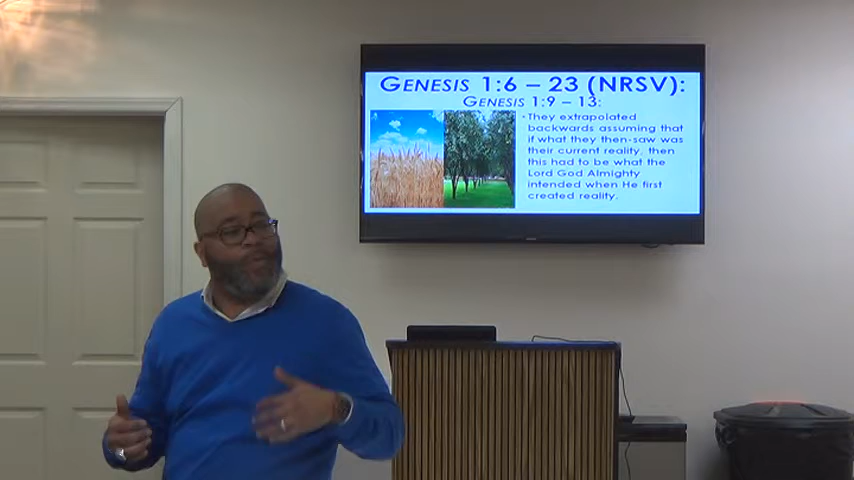 GENESIS 1:6 – 23 (NRSV):
GENESIS 1:9 – 13:
• They extrapolated
backwards assuming that
if what they then-saw was
their current reality, then
this had to be what the
Lord God Almighty
intended when He first
created reality.